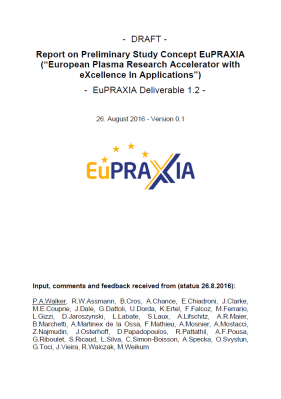 - DRAFT -
Report on Preliminary Study Concept EuPRAXIA
("European Plasma Research Accelerator with
eXcellence In Applications")
- EuPRAXIA Deliverable 1.2 -
26. August 2016 - Version 0.1
EuPRAXIA
Input, comments and feedback received from (status 26.8.2016):
P.A.Walker, R.W.Assmann, B.Cros, A.Chance, E.Chiadroni, J.Clarke,
M.E.Couprie, J.Dale, G.Dattoli, U.Dorda, K.Ertel, F.Falcoz, M.Ferrario,
L.Gizzi, D.Jaroszynski, L.Labate, S.Laux, A.Lifschitz, A.R.Maier,
B.Marchetti, A.Martinex de la Ossa, F.Mathieu, A.Mosnier, A.Mostacci,
Z.Najmudin, J.Osterhoff, D.Papadopoulos, R.Pattathil, A.F.Pousa,
G.Riboulet, S.Ricaud, L.Silva, C.Simon-Boisson, A.Specka, O.Svystun,
G.Toci, J.Vieira, R.Walczak, M.Weikum